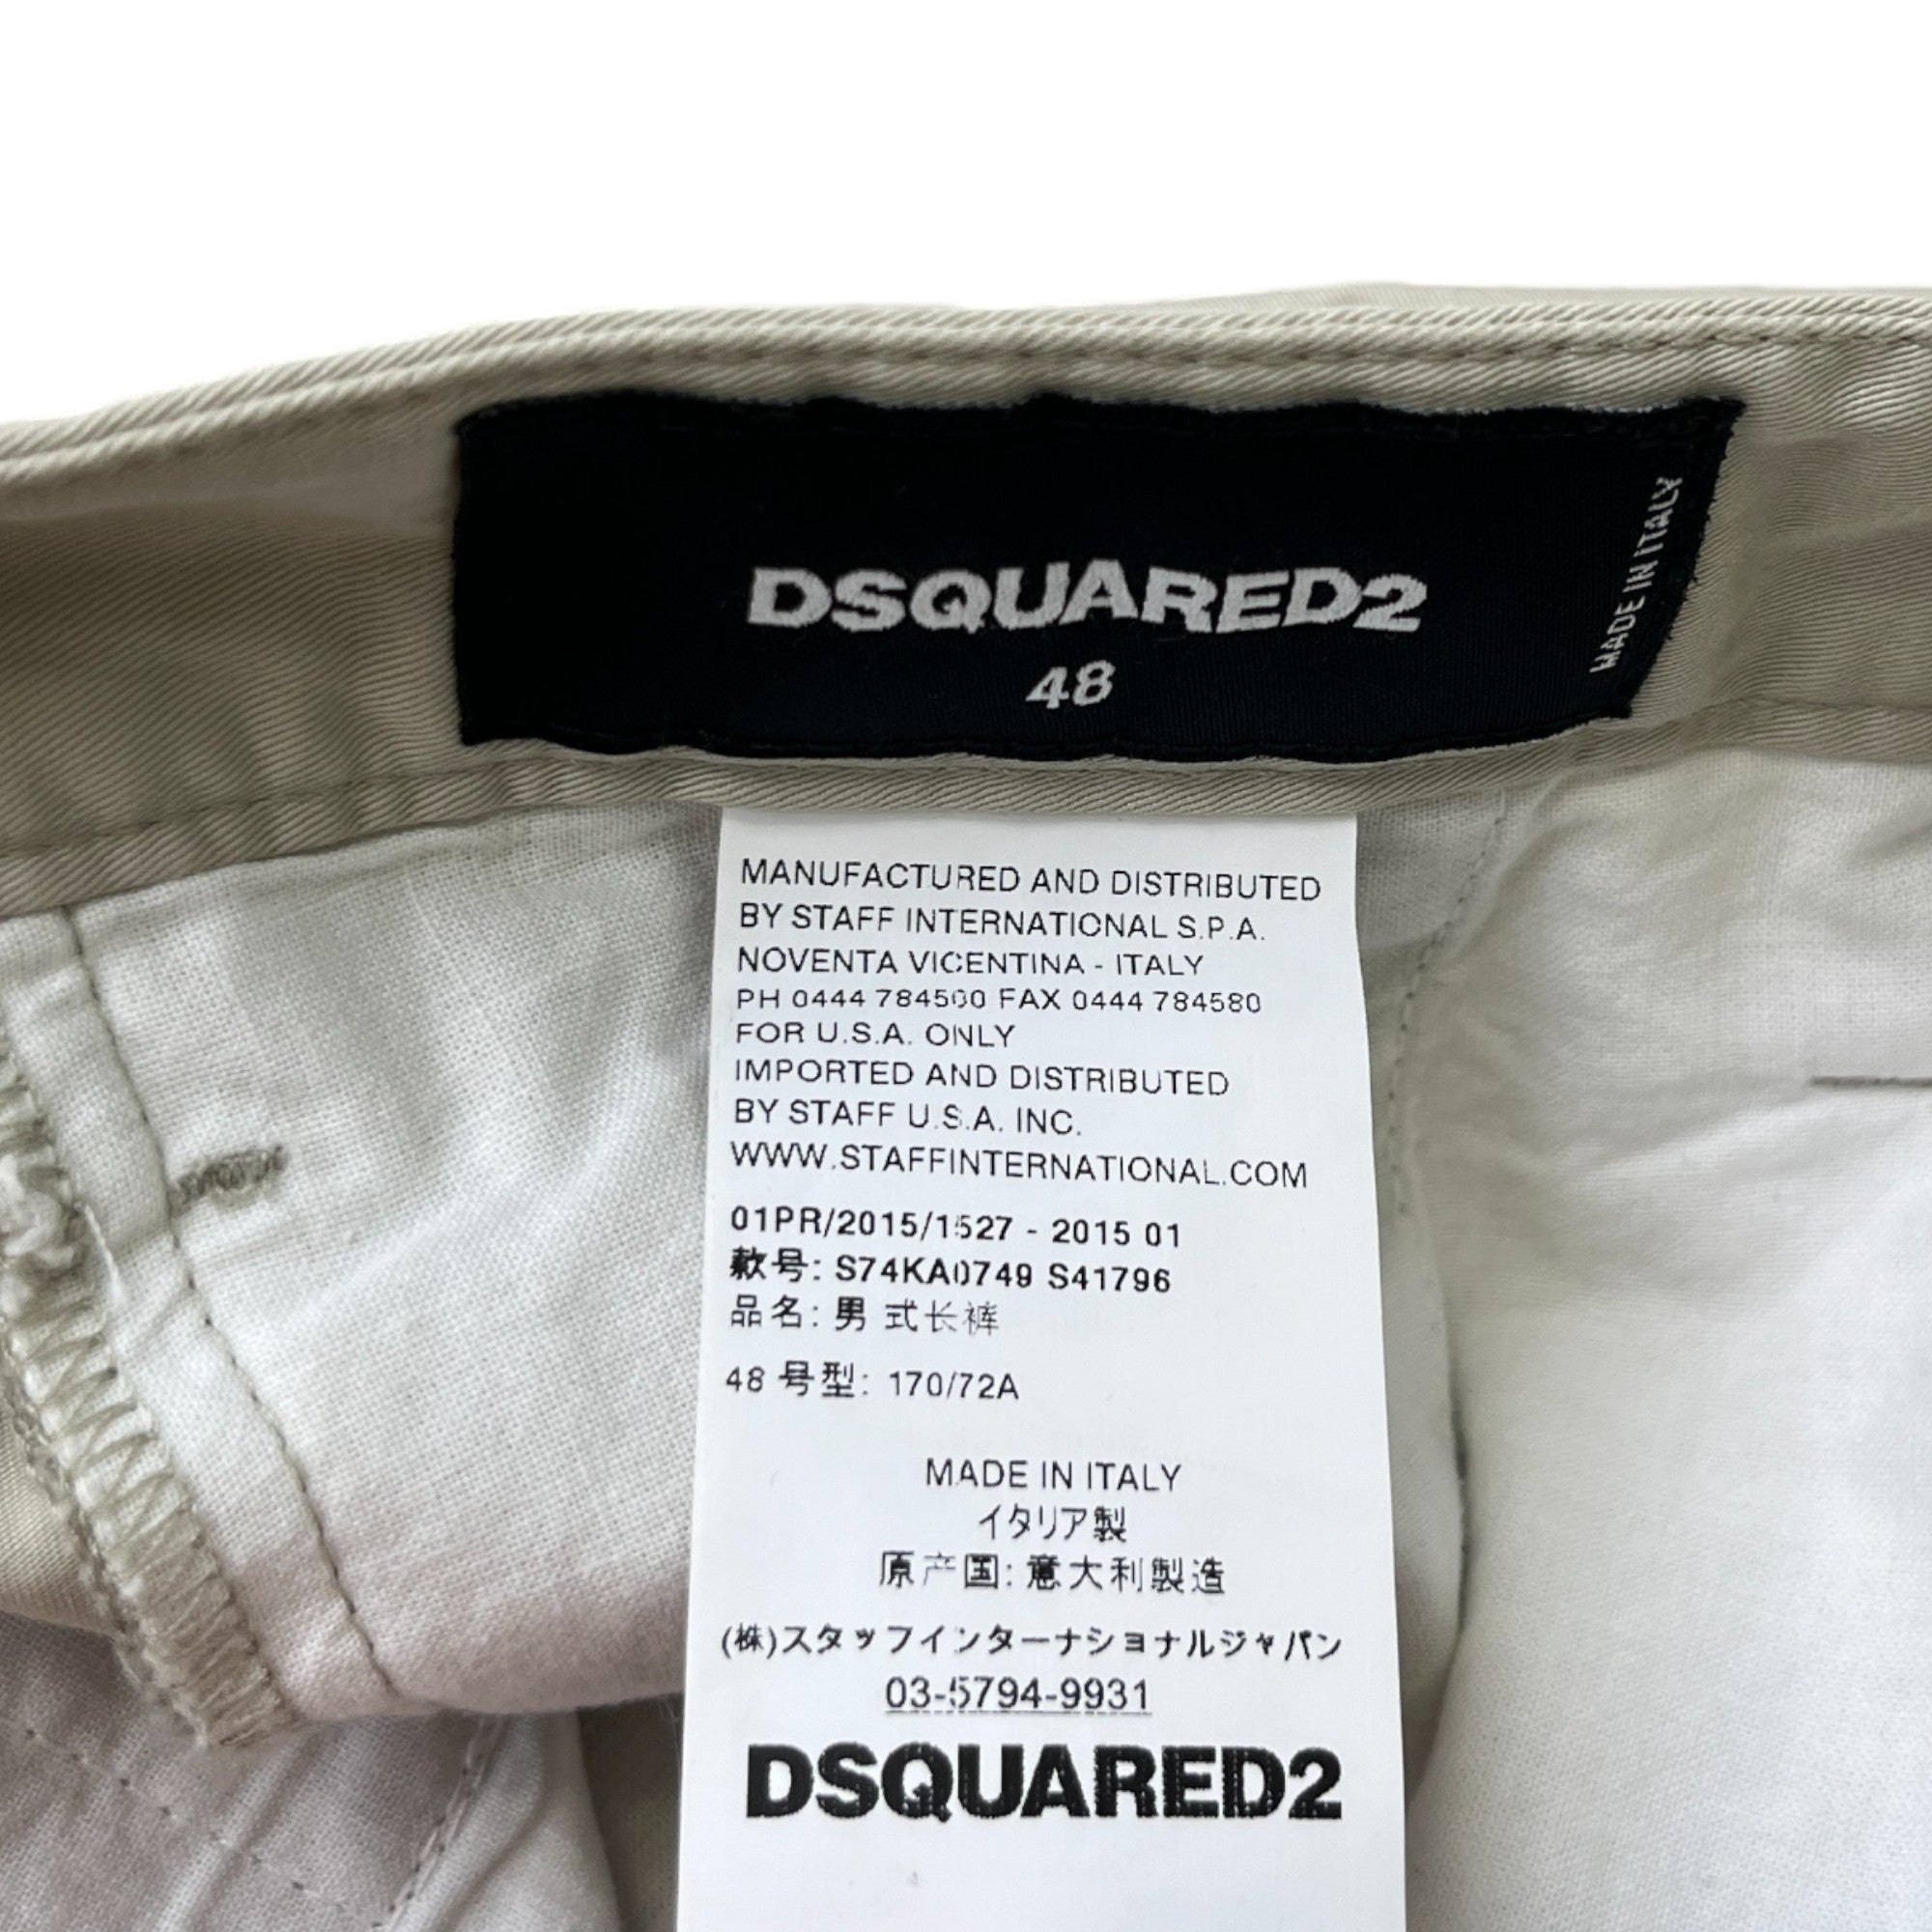 DSQUARED2
48
MADE IN ITALY
MANUFACTURED AND DISTRIBUTED
BY STAFF INTERNATIONAL S.P.A.
NOVENTA VICENTINA - ITALY
PH 0444 784500 FAX 0444 784580
FOR U.S.A. ONLY
IMPORTED AND DISTRIBUTED
BY STAFF U.S.A. INC.
WWW.STAFFINTERNATIONAL.COM
01PR/2015/1527 - 2015 01
款号: S74KA0749 S41796
品名: 男 式长裤
48 号型: 170/72A
MADE IN ITALY
イタリア製
原产国: 意大利製造
(株)スタッフインターナショナルジャパン
03-5794-9931
DSQUARED2